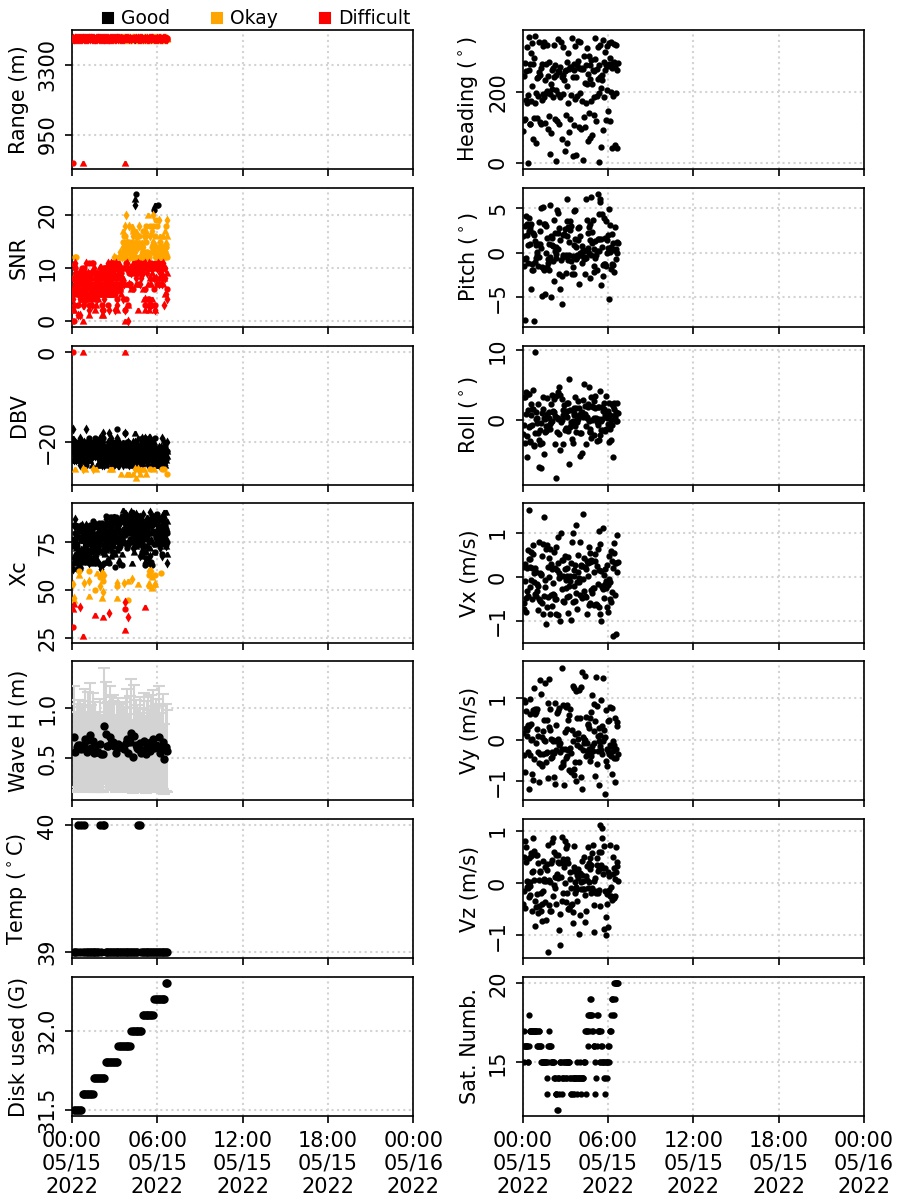 Good Okay Difficult
Range (m)
3300
950
Heading (°)
200
0
SNR
20
10
0
Pitch (°)
5
0
−5
DBV
0
−20
Roll (°)
10
0
Xc
75
50
25
Vx (m/s)
1
0
−1
Wave H (m)
1.0
0.5
Vy (m/s)
1
0
−1
Temp (°C)
40
39
Vz (m/s)
1
0
−1
Disk used (G)
32.0
31.5
Sat. Numb.
20
15
00:00 06:00 12:00 18:00 00:00
05/15 05/15 05/15 05/15 05/16
2022 2022 2022 2022 2022
00:00 06:00 12:00 18:00 00:00
05/15 05/15 05/15 05/15 05/16
2022 2022 2022 2022 2022